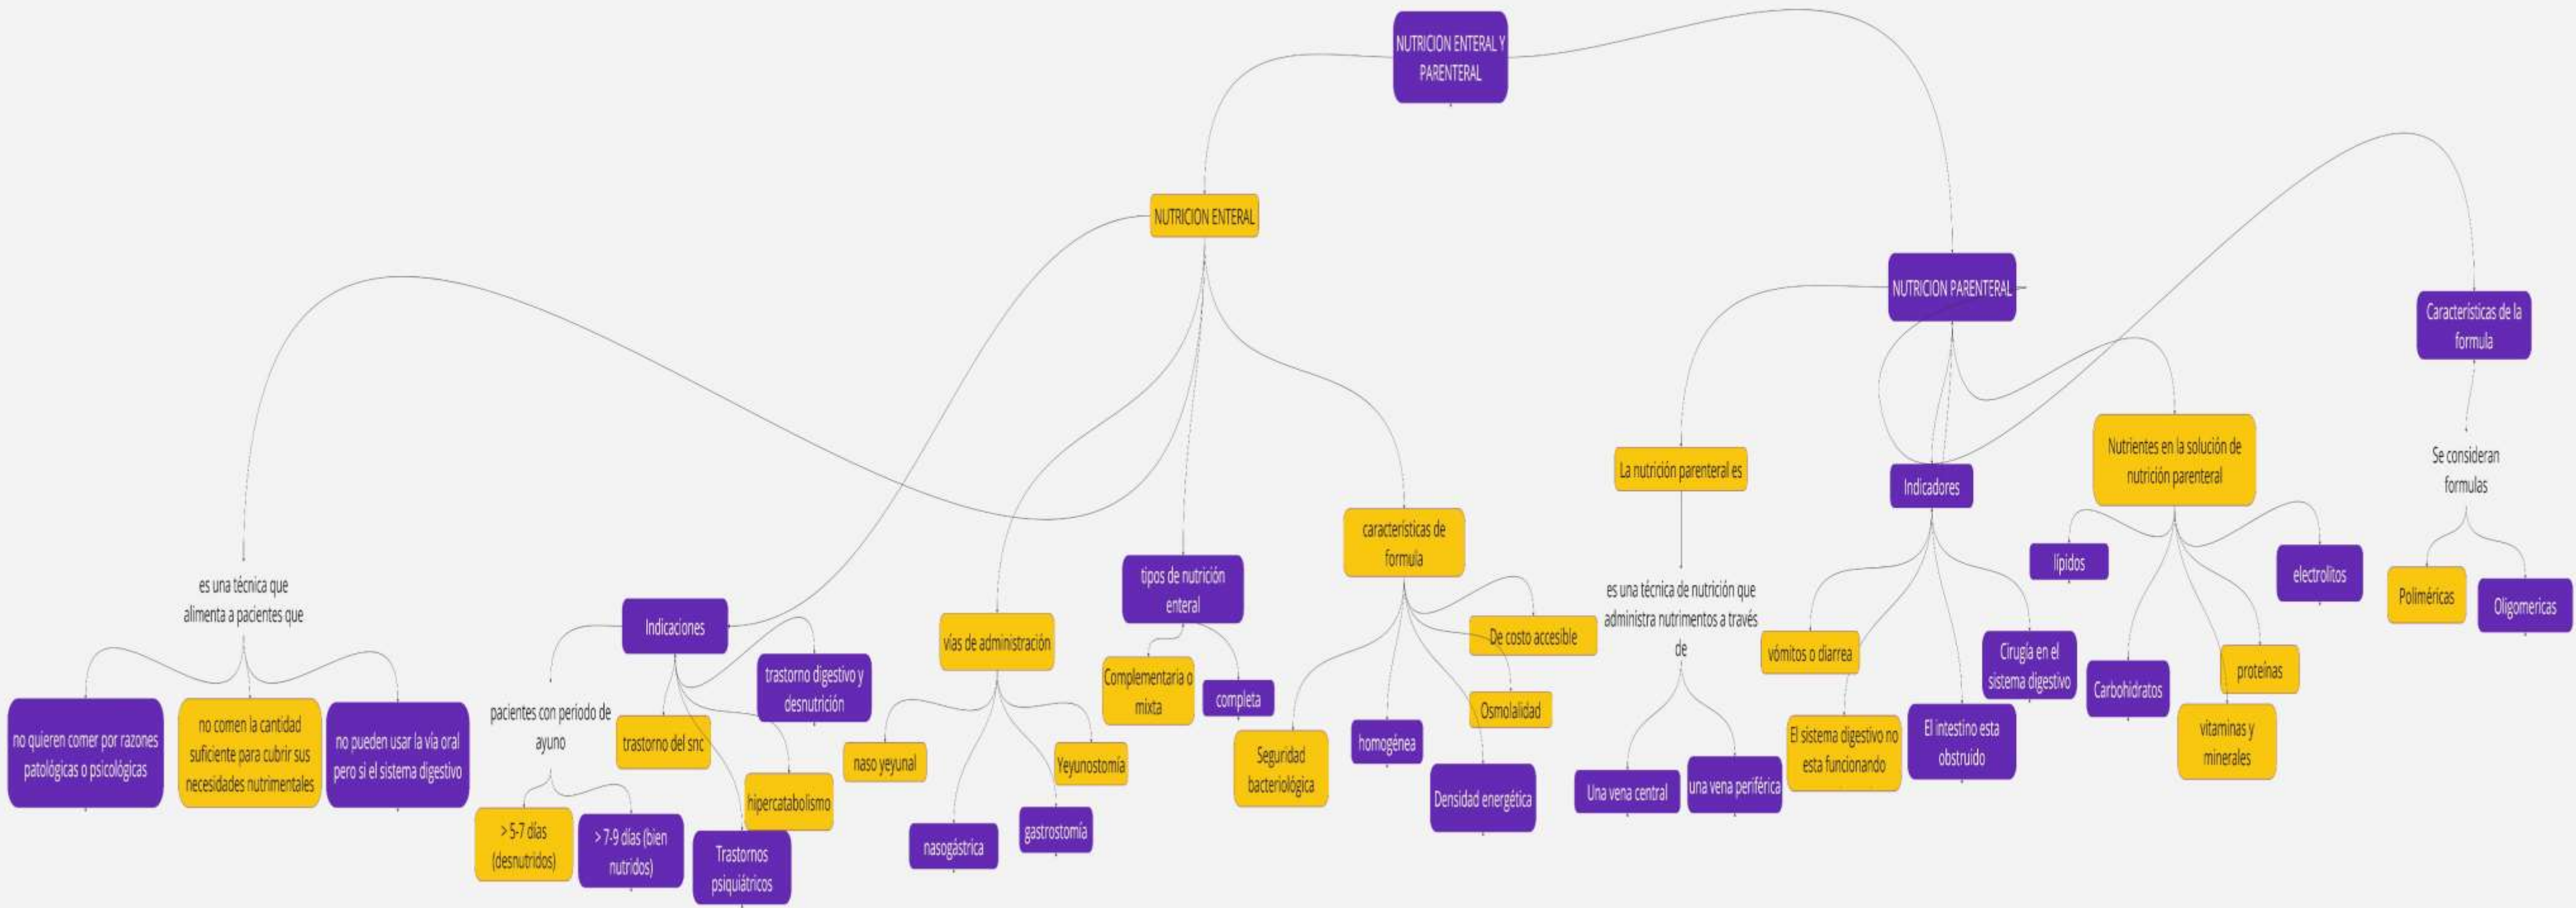 NUTRICION ENTERAL Y
PARENTERAL
NUTRICION ENTERAL
es una técnica que
alimenta a pacientes que
no quieren comer por razones
patológicas o psicológicas
no comen la cantidad
suficiente para cubrir sus
necesidades nutrimentales
no pueden usar la vía oral
pero si el sistema digestivo
Indicaciones
pacientes con periodo de
ayuno
> 5-7 días
(desnutridos)
> 7-9 días (bien
nutridos)
trastorno del snc
Trastornos
psiquiátricos
hipercatabolismo
trastorno digestivo y
desnutrición
vías de administración
naso yeyunal
nasogástrica
gastrostomía
Yeyunostomía
tipos de nutrición
enteral
Complementaria o
mixta
completa
características de
formula
Seguridad
bacteriológica
homogénea
Densidad energética
Osmolalidad
De costo accesible
NUTRICION PARENTERAL
La nutrición parenteral es
es una técnica de nutrición que
administra nutrimentos a través
de
Una vena central
una vena periférica
Indicadores
vómitos o diarrea
El sistema digestivo no
esta funcionando
El intestino esta
obstruido
Cirugía en el
sistema digestivo
Nutrientes en la solución de
nutrición parenteral
lípidos
Carbohidratos
vitaminas y
minerales
proteínas
electrolitos
Características de la
formula
Se consideran
formulas
Poliméricas
Oligomericas